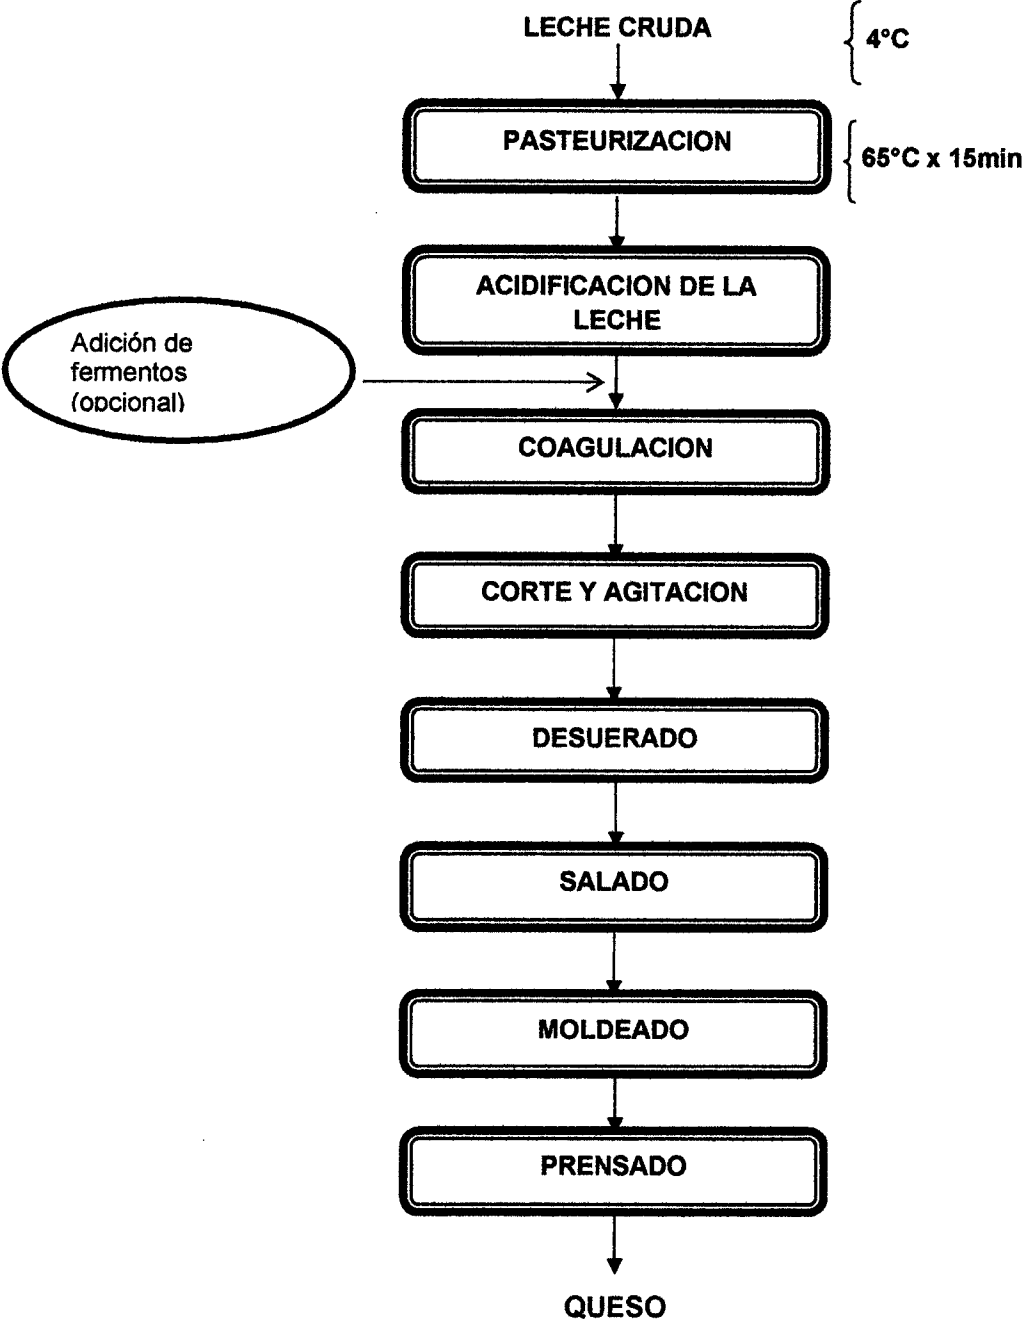 LECHE CRUDA
4°C
PASTEURIZACION
65°C x 15min
ACIDIFICACION DE LA
LECHE
Adición de
fermentos
(opcional)
COAGULACION
CORTE Y AGITACION
DESUERADO
SALADO
MOLDEADO
PRENSADO
QUESO